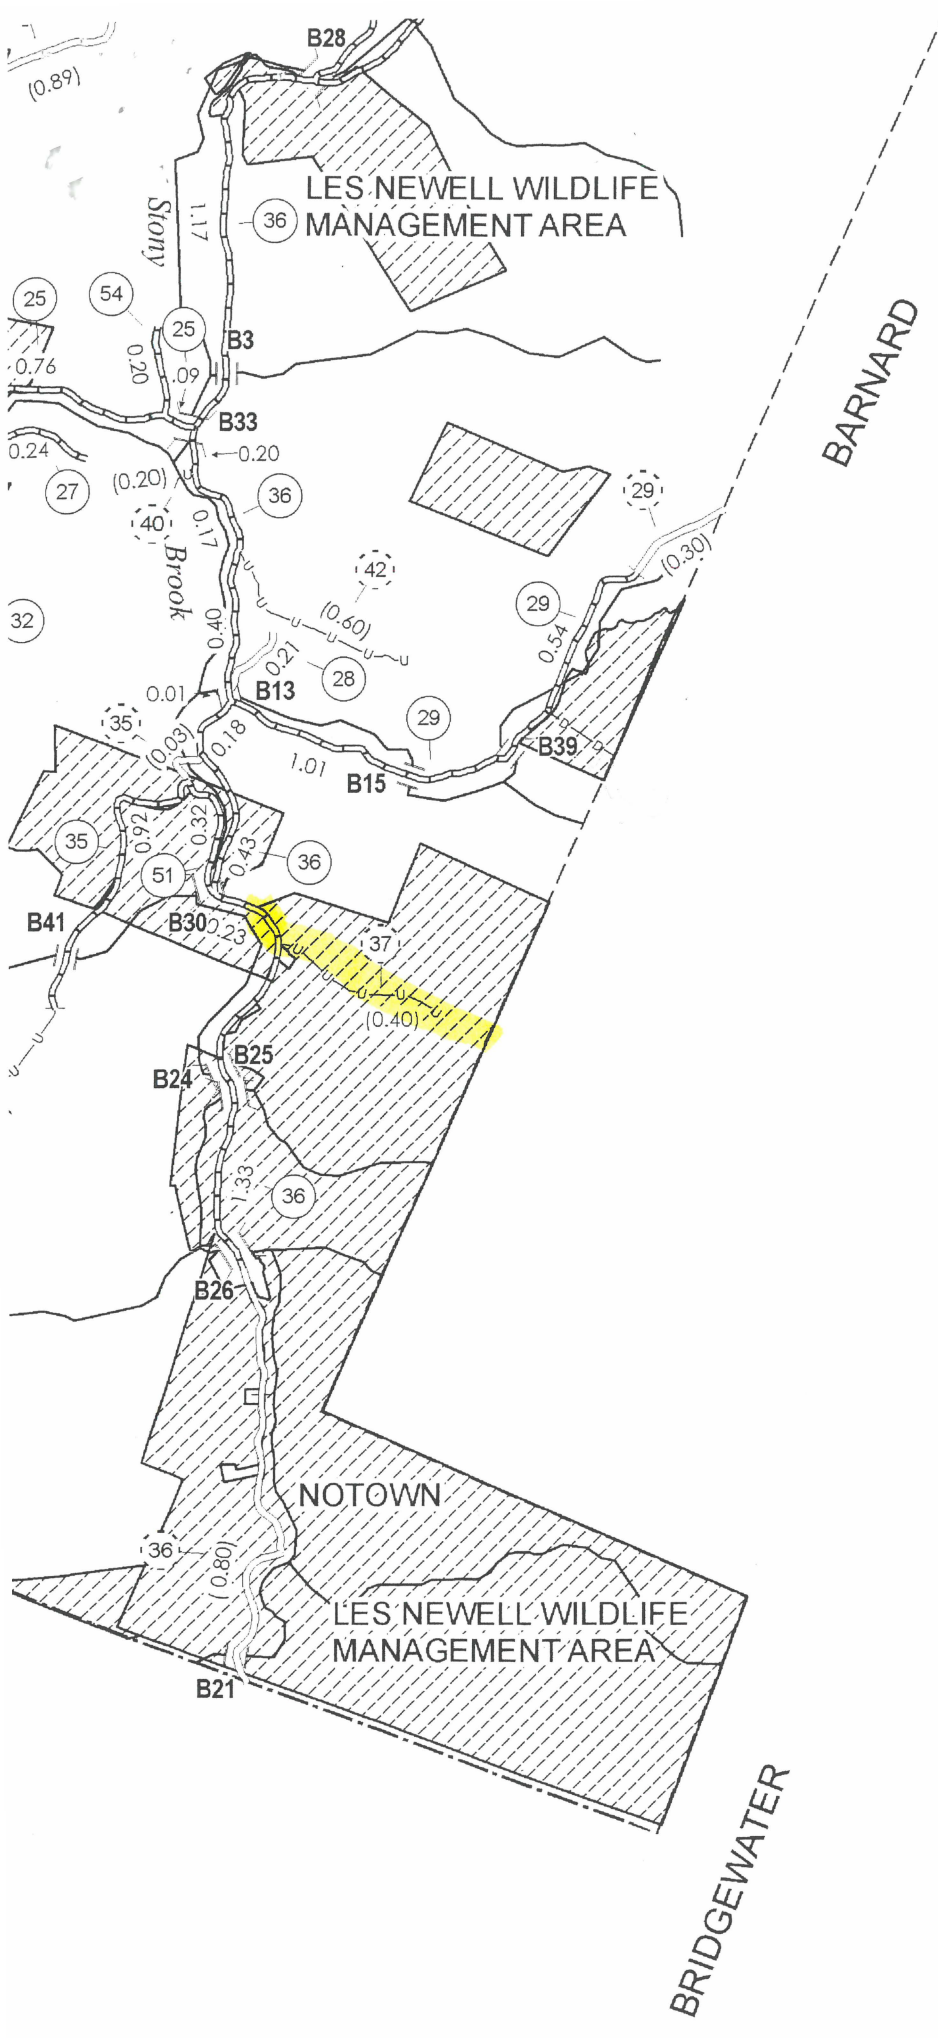 B28
(0.89)
LES NEWELL WILDLIFE
MANAGEMENT AREA
Stony
1.17
36
54
25
25
B3
BARNARD
0.76
0.20
.09
B33
0.24
(0.20)
0.20
29
27
40
0.17
36
(0.30)
Brook
42
32
0.40
(0.60)
29
0.54
0.21
28
0.01
B13
35
(0.03)
0.18
29
B39
1.01
B15
35
0.92
0.32
0.43
36
51
B41
B30
0.23
37
(0.40)
B25
B24
1.33
36
B26
NOTOWN
36
(0.80)
LES NEWELL WILDLIFE
MANAGEMENT AREA
B21
BRIDGEWATER